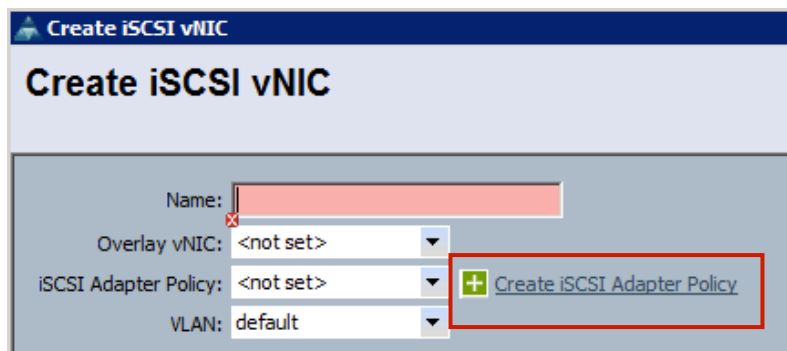 Create iSCSI vNIC
Create iSCSI vNIC
Name:
Overlay vNIC: <not set>
iSCSI Adapter Policy: <not set> Create iSCSI Adapter Policy
VLAN: default